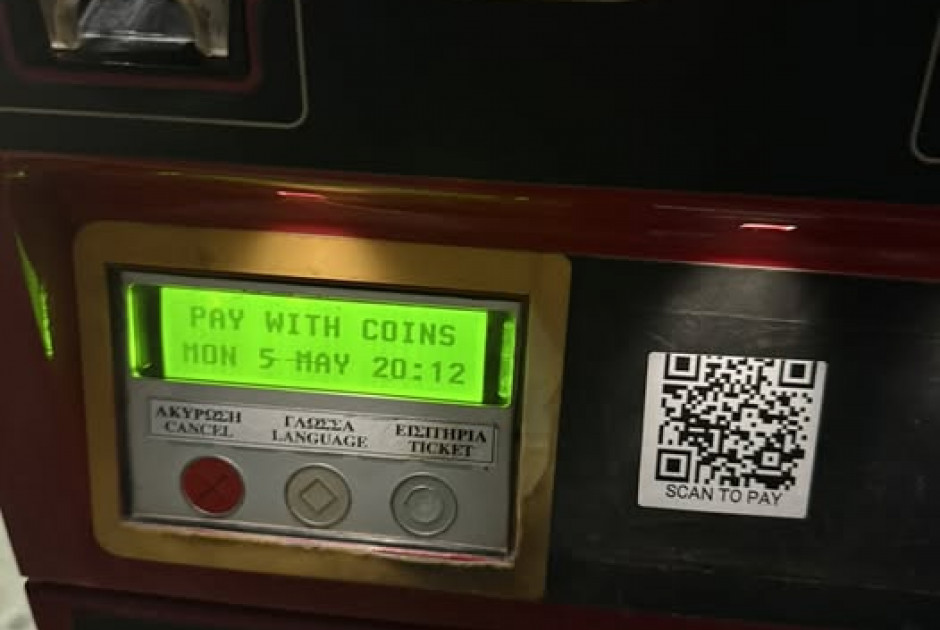 PAY WITH COINS
MON 5 MAY 20:12
ΑΚΥΡΩΣΗ
CANCEL
ΓΛΩΣΣΑ
LANGUAGE
ΕΙΣΙΤΗΡΙΑ
TICKET
SCAN TO PAY